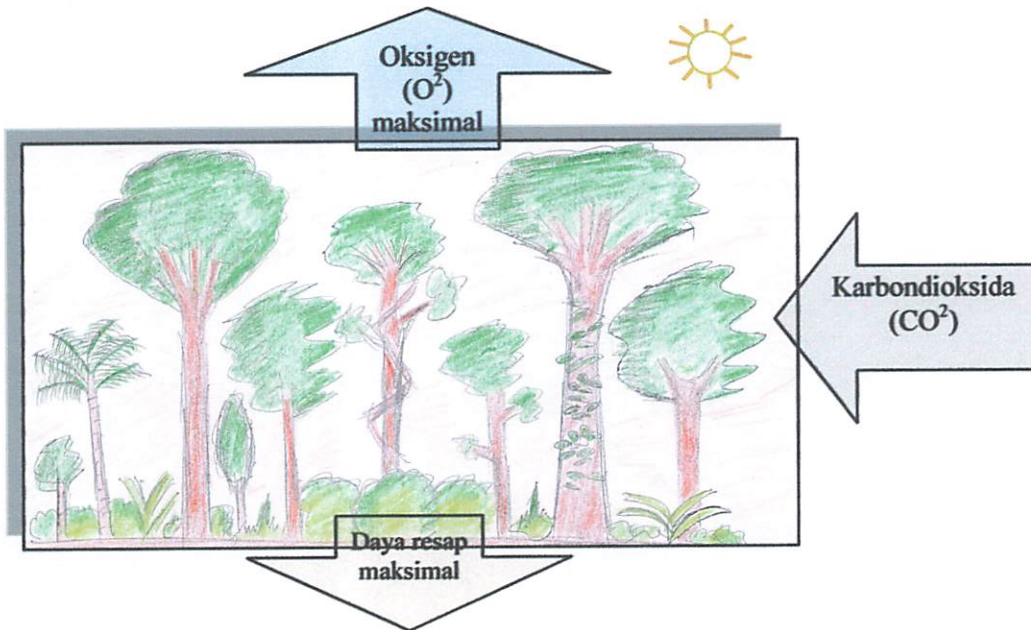 Oksigen
(O²)
maksimal
Karbondioksida
(CO²)
Daya resap
maksimal